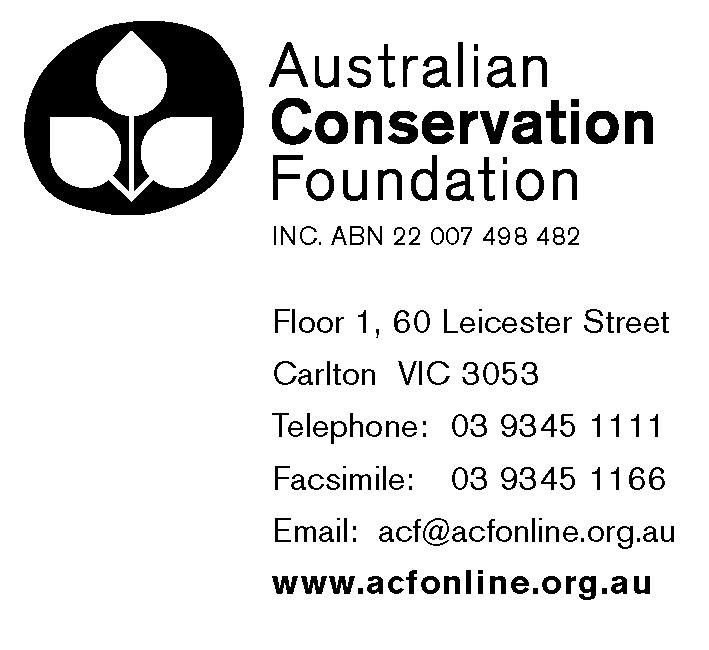 Australian
Conservation
Foundation
INC. ABN 22 007 498 482
Floor 1, 60 Leicester Street
Carlton  VIC 3053
Telephone:  03 9345 1111
Facsimile:  03 9345 1166
Email:  acf@acfonline.org.au
www.acfonline.org.au